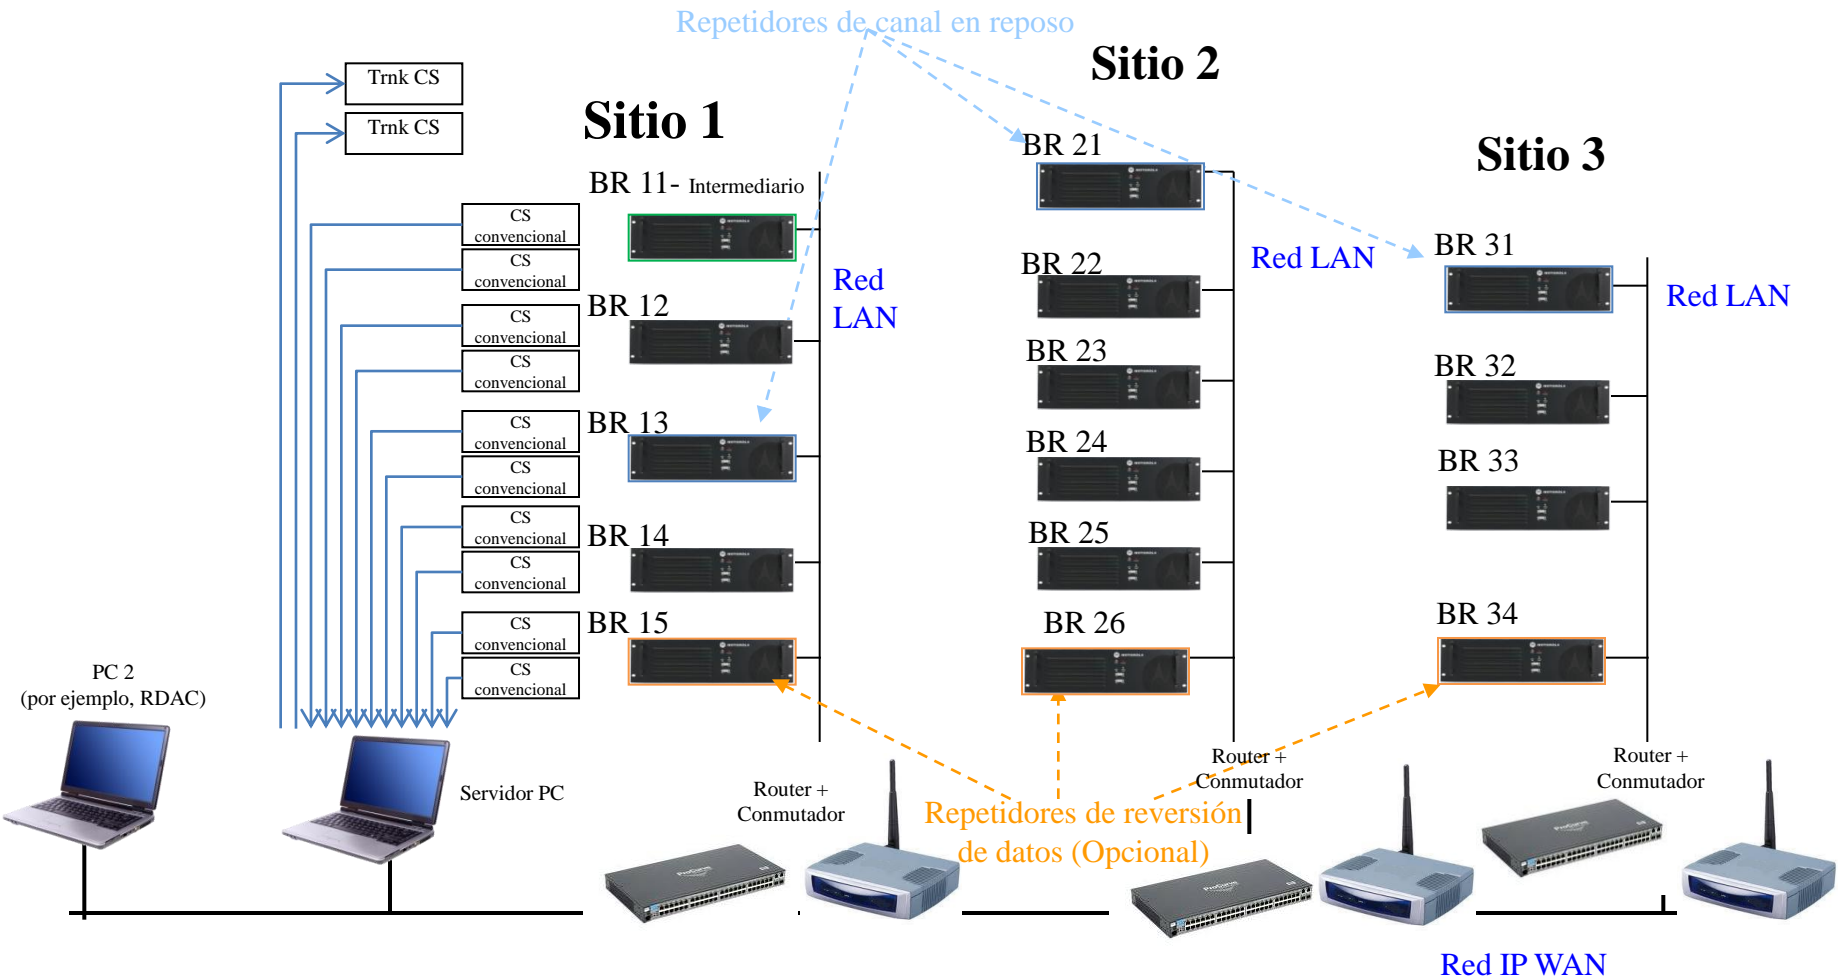 Repetidores de canal en reposo
Sitio 2
Trnk CS
Trnk CS
Sitio 1
Sitio 3
BR 11- Intermediario
BR 21
CS
convencional
CS
convencional
CS
convencional
CS
convencional
CS
convencional
CS
convencional
CS
convencional
CS
convencional
CS
convencional
CS
convencional
BR 12
BR 13
BR 14
BR 15
Red
LAN
BR 22
BR 23
BR 24
BR 25
BR 26
Red LAN
BR 31
BR 32
BR 33
BR 34
Red LAN
PC 2
(por ejemplo, RDAC)
Servidor PC
Router +
Conmutador
Router +
Conmutador
Router +
Conmutador
Repetidores de reversión
de datos (Opcional)
ProCurve
ProCurve
ProCurve
Red IP WAN